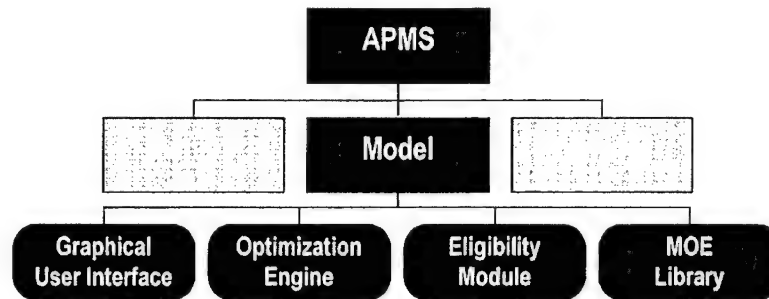 APMS
Model
Graphical
User Interface
Optimization
Engine
Eligibility
Module
MOE
Library